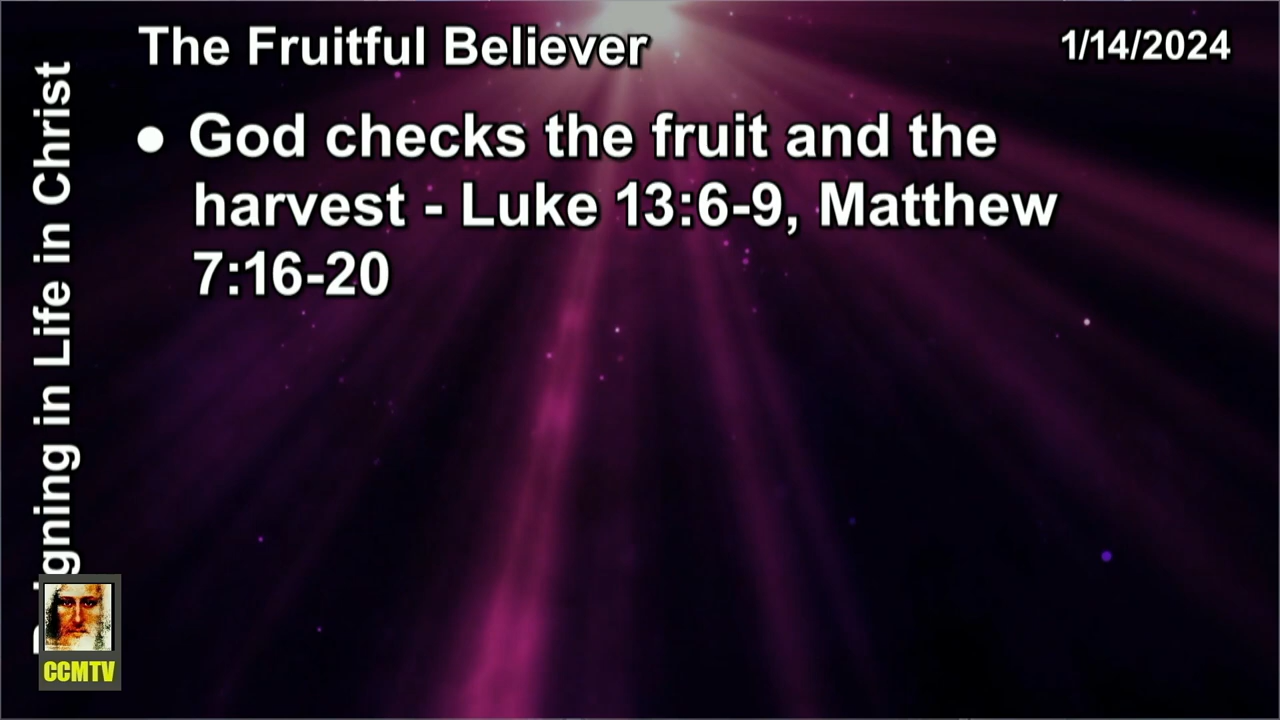 The Fruitful Believer
1/14/2024
● God checks the fruit and the
harvest - Luke 13:6-9, Matthew
7:16-20
igning in Life in Christ
CCMTV